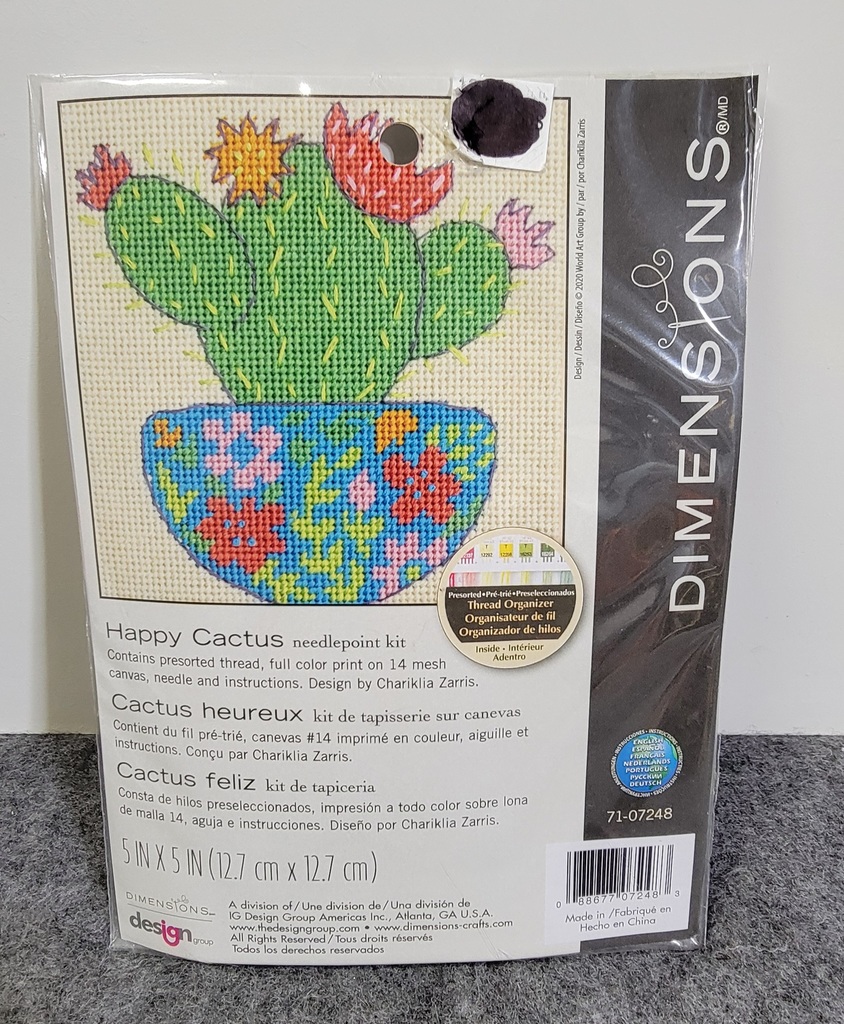 Design / Dessin / Diseño © 2020 World Art Group by / par / por Chariklia Zarris
DIMENSIONS®/MD
Presorted • Pré-trié • Preseleccionados
Thread Organizer
Organisateur de fil
Organizador de hilos
Inside • Intérieur
Adentro
Happy Cactus needlepoint kit
Contains presorted thread, full color print on 14 mesh
canvas, needle and instructions. Design by Chariklia Zarris.
Cactus heureux kit de tapisserie sur canevas
Contient du fil pré-trié, canevas #14 imprimé en couleur, aiguille et
instructions. Conçu par Chariklia Zarris.
Cactus feliz kit de tapiceria
Consta de hilos preseleccionados, impresión a todo color sobre lona
de malla 14, aguja e instrucciones. Diseño por Chariklia Zarris.
5 IN X 5 IN (12.7 cm x 12.7 cm)
ENGLISH
ESPAÑOL
FRANÇAIS
NEDERLANDS
PORTUGUÊS
РУССКИЙ
DEUTSCH
71-07248
0 88677 07248 3
Made in /Fabriqué en
Hecho en China
DIMENSIONS
design group
A division of / Une division de / Una división de
IG Design Group Americas Inc., Atlanta, GA U.S.A.
www.thedesigngroup.com • www.dimensions-crafts.com
All Rights Reserved / Tous droits réservés
Todos los derechos reservados